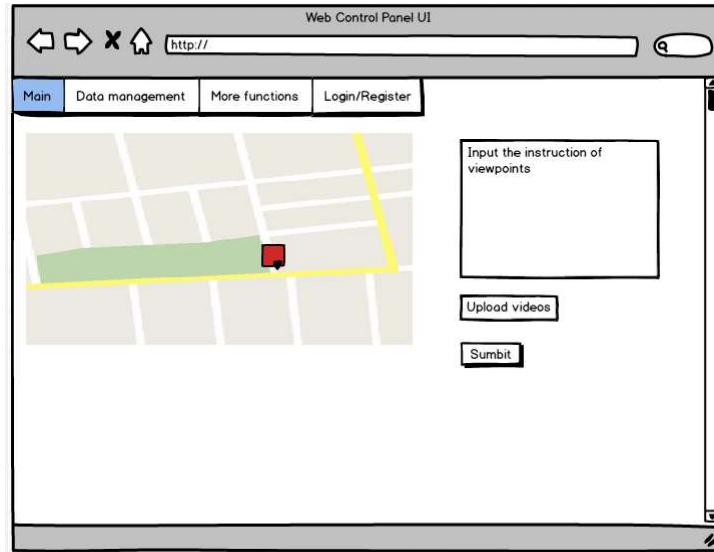 Web Control Panel UI
http://
Main Data management More functions Login/Register
Input the instruction of
viewpoints
Upload videos
Sumbit